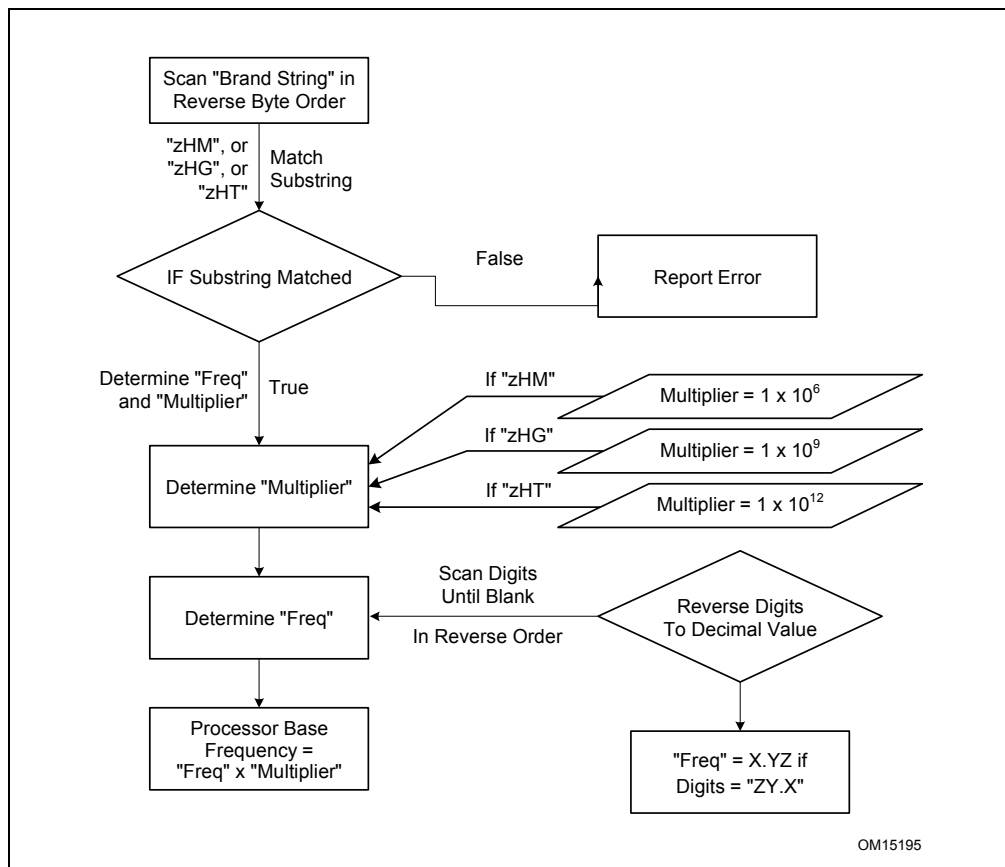 Scan "Brand String" in
Reverse Byte Order
"zHM", or
"zHG", or
"zHT"
Match
Substring
IF Substring Matched
False
Report Error
Determine "Freq"
and "Multiplier"
True
If "zHM"
Multiplier = 1 x 10⁶
If "zHG"
Multiplier = 1 x 10⁹
Determine "Multiplier"
If "zHT"
Multiplier = 1 x 10¹²
Scan Digits
Until Blank
In Reverse Order
Determine "Freq"
Reverse Digits
To Decimal Value
Processor Base
Frequency =
"Freq" x "Multiplier"
"Freq" = X.YZ if
Digits = "ZY.X"
OM15195